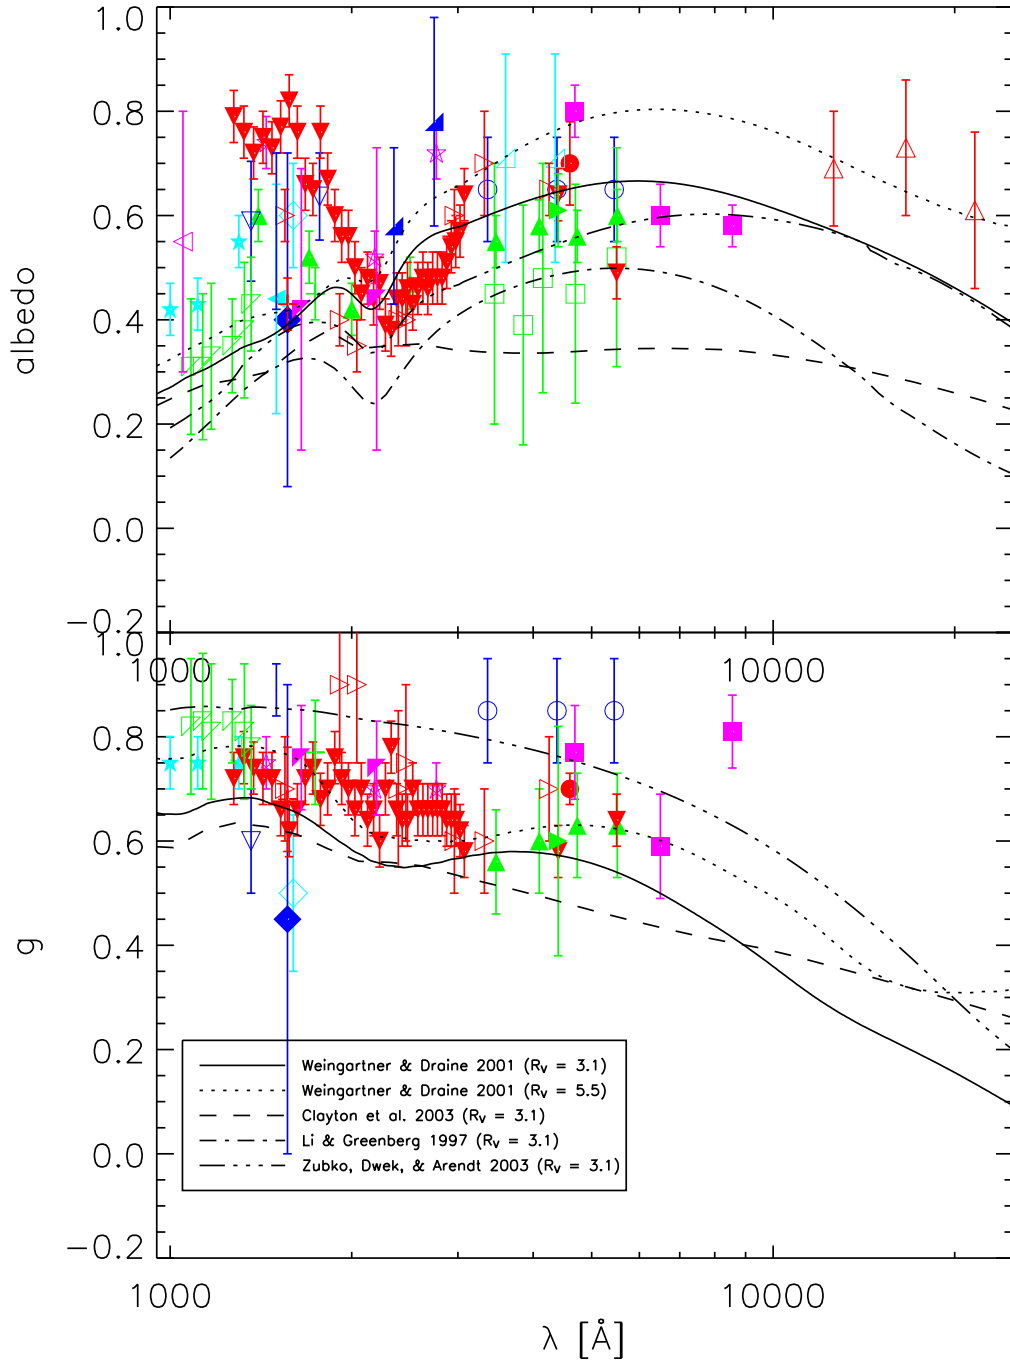 1.0
0.8
0.6
0.4
0.2
0.0
−0.2
albedo
1000
10000
1.0
0.8
0.6
0.4
0.2
0.0
−0.2
g
Weingartner & Draine 2001 (Rv = 3.1)
Weingartner & Draine 2001 (Rv = 5.5)
Clayton et al. 2003 (Rv = 3.1)
Li & Greenberg 1997 (Rv = 3.1)
Zubko, Dwek, & Arendt 2003 (Rv = 3.1)
1000
10000
λ [Å]